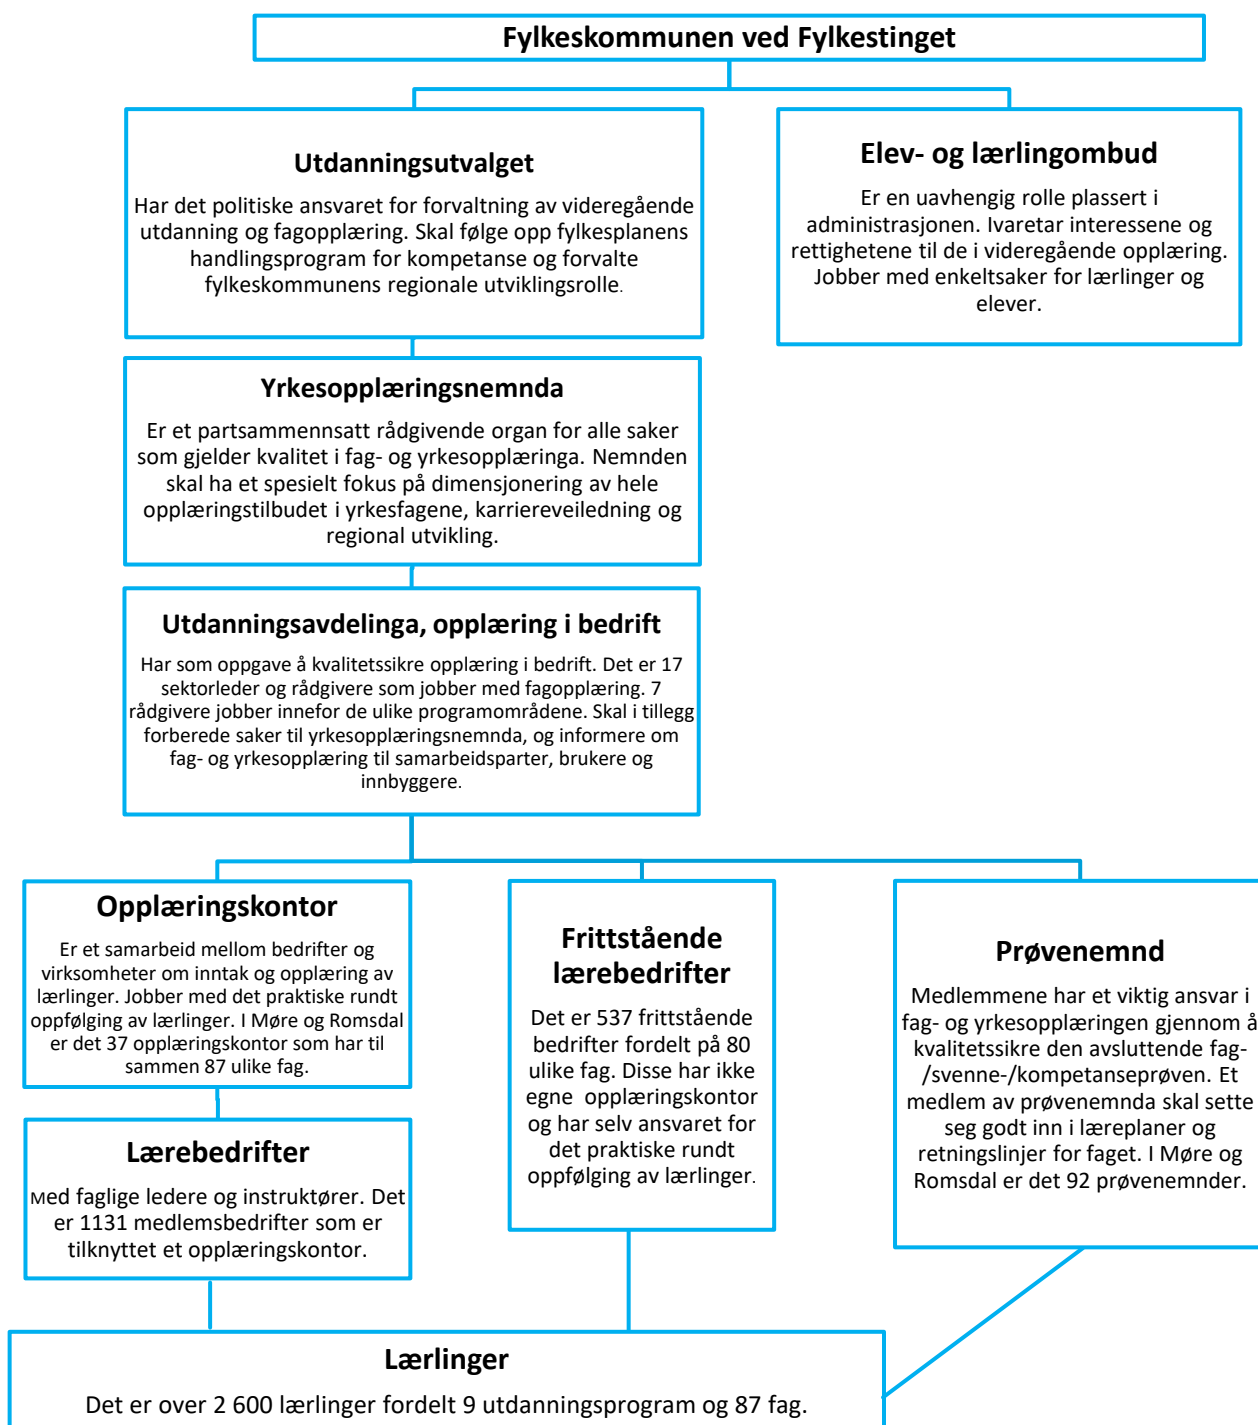 Fylkeskommunen ved Fylkestinget
Utdanningsutvalget
Har det politiske ansvaret for forvaltning av videregående
utdanning og fagopplæring. Skal følge opp fylkesplanens
handlingsprogram for kompetanse og forvalte
fylkeskommunens regionale utviklingsrolle.
Elev- og lærlingombud
Er en uavhengig rolle plassert i
administrasjonen. Ivaretar interessene og
rettighetene til de i videregående opplæring.
Jobber med enkeltsaker for lærlinger og
elever.
Yrkesopplæringsnemnda
Er et partsammennsatt rådgivende organ for alle saker
som gjelder kvalitet i fag- og yrkesopplæringa. Nemnden
skal ha et spesielt fokus på dimensjonering av hele
opplæringstilbudet i yrkesfagene, karriereveiledning og
regional utvikling.
Utdanningsavdelinga, opplæring i bedrift
Har som oppgave å kvalitetssikre opplæring i bedrift. Det er 17
sektorleder og rådgivere som jobber med fagopplæring. 7
rådgivere jobber innefor de ulike programområdene. Skal i tillegg
forberede saker til yrkesopplæringsnemnda, og informere om
fag- og yrkesopplæring til samarbeidsparter, brukere og
innbyggere.
Opplæringskontor
Er et samarbeid mellom bedrifter og
virksomheter om inntak og opplæring av
lærlinger. Jobber med det praktiske rundt
oppfølging av lærlinger. I Møre og Romsdal
er det 37 opplæringskontor som har til
sammen 87 ulike fag.
Lærebedrifter
Med faglige ledere og instruktører. Det
er 1131 medlemsbedrifter som er
tilknyttet et opplæringskontor.
Frittstående
lærebedrifter
Det er 537 frittstående
bedrifter fordelt på 80
ulike fag. Disse har ikke
egne opplæringskontor
og har selv ansvaret for
det praktiske rundt
oppfølging av lærlinger.
Prøvenemnd
Medlemmene har et viktig ansvar i
fag- og yrkesopplæringen gjennom å
kvalitetssikre den avsluttende fag-
/svenne-/kompetanseprøven. Et
medlem av prøvenemnda skal sette
seg godt inn i læreplaner og
retningslinjer for faget. I Møre og
Romsdal er det 92 prøvenemnder.
Lærlinger
Det er over 2 600 lærlinger fordelt 9 utdanningsprogram og 87 fag.